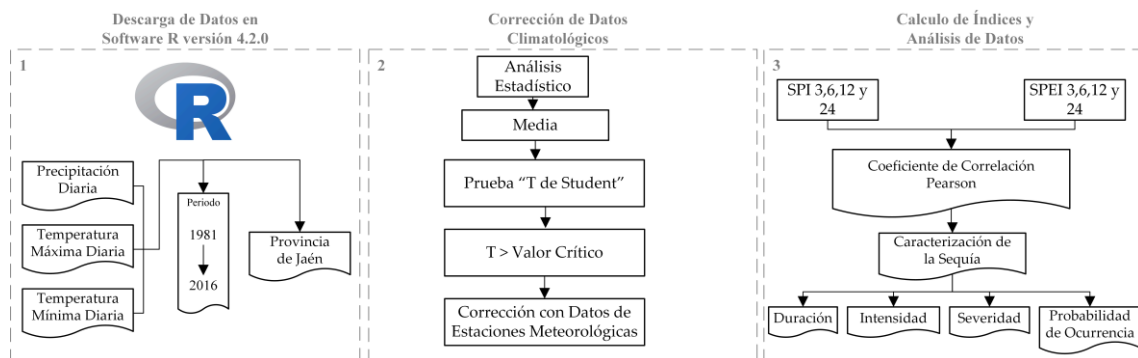 Descarga de Datos en
Software R versión 4.2.0
1
R
Precipitación
Diaria
Temperatura
Máxima Diaria
Temperatura
Mínima Diaria
Periodo
1981
2016
Provincia
de Jaén
Corrección de Datos
Climatológicos
2
Análisis
Estadístico
Media
Prueba “T de Student”
T > Valor Crítico
Corrección con Datos de
Estaciones Meteorológicas
Calculo de Índices y
Análisis de Datos
3
SPI 3,6,12 y
24
SPEI 3,6,12 y
24
Coeficiente de Correlación
Pearson
Caracterización de
la Sequía
Duración
Intensidad
Severidad
Probabilidad
de Ocurrencia